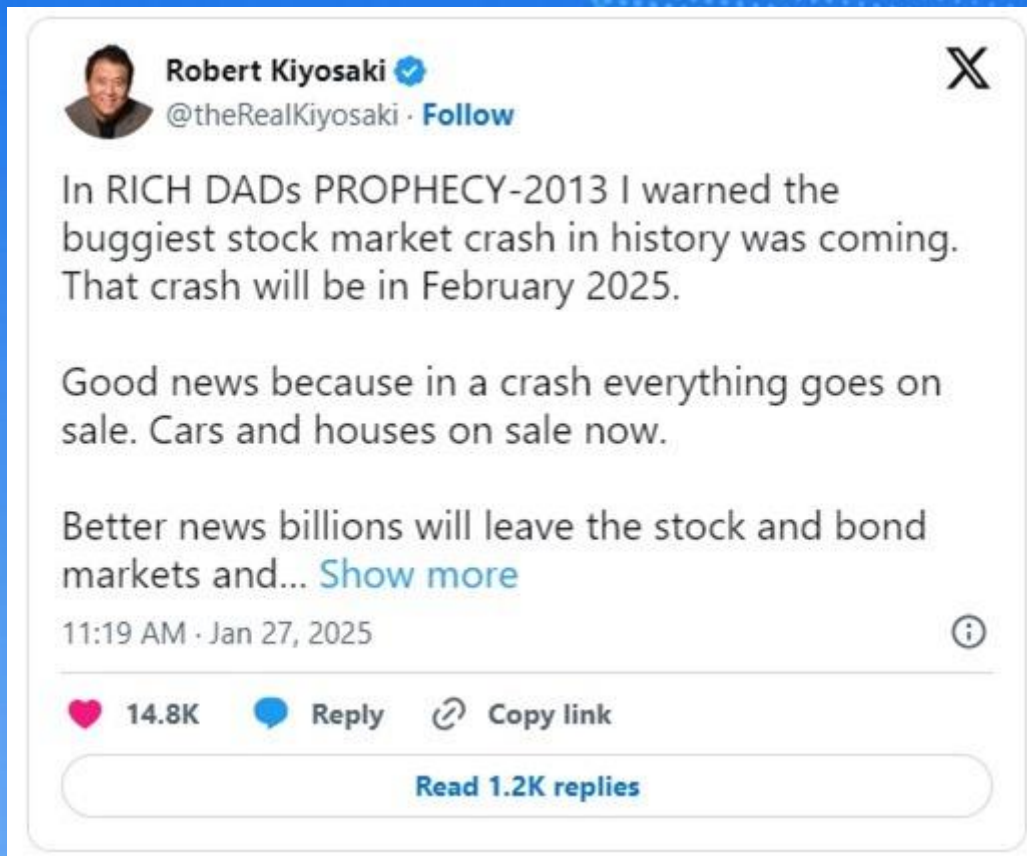 Robert Kiyosaki
@theRealKiyosaki · Follow
In RICH DADs PROPHECY-2013 I warned the
buggiest stock market crash in history was coming.
That crash will be in February 2025.
Good news because in a crash everything goes on
sale. Cars and houses on sale now.
Better news billions will leave the stock and bond
markets and... Show more
11:19 AM · Jan 27, 2025
14.8K Reply Copy link
Read 1.2K replies